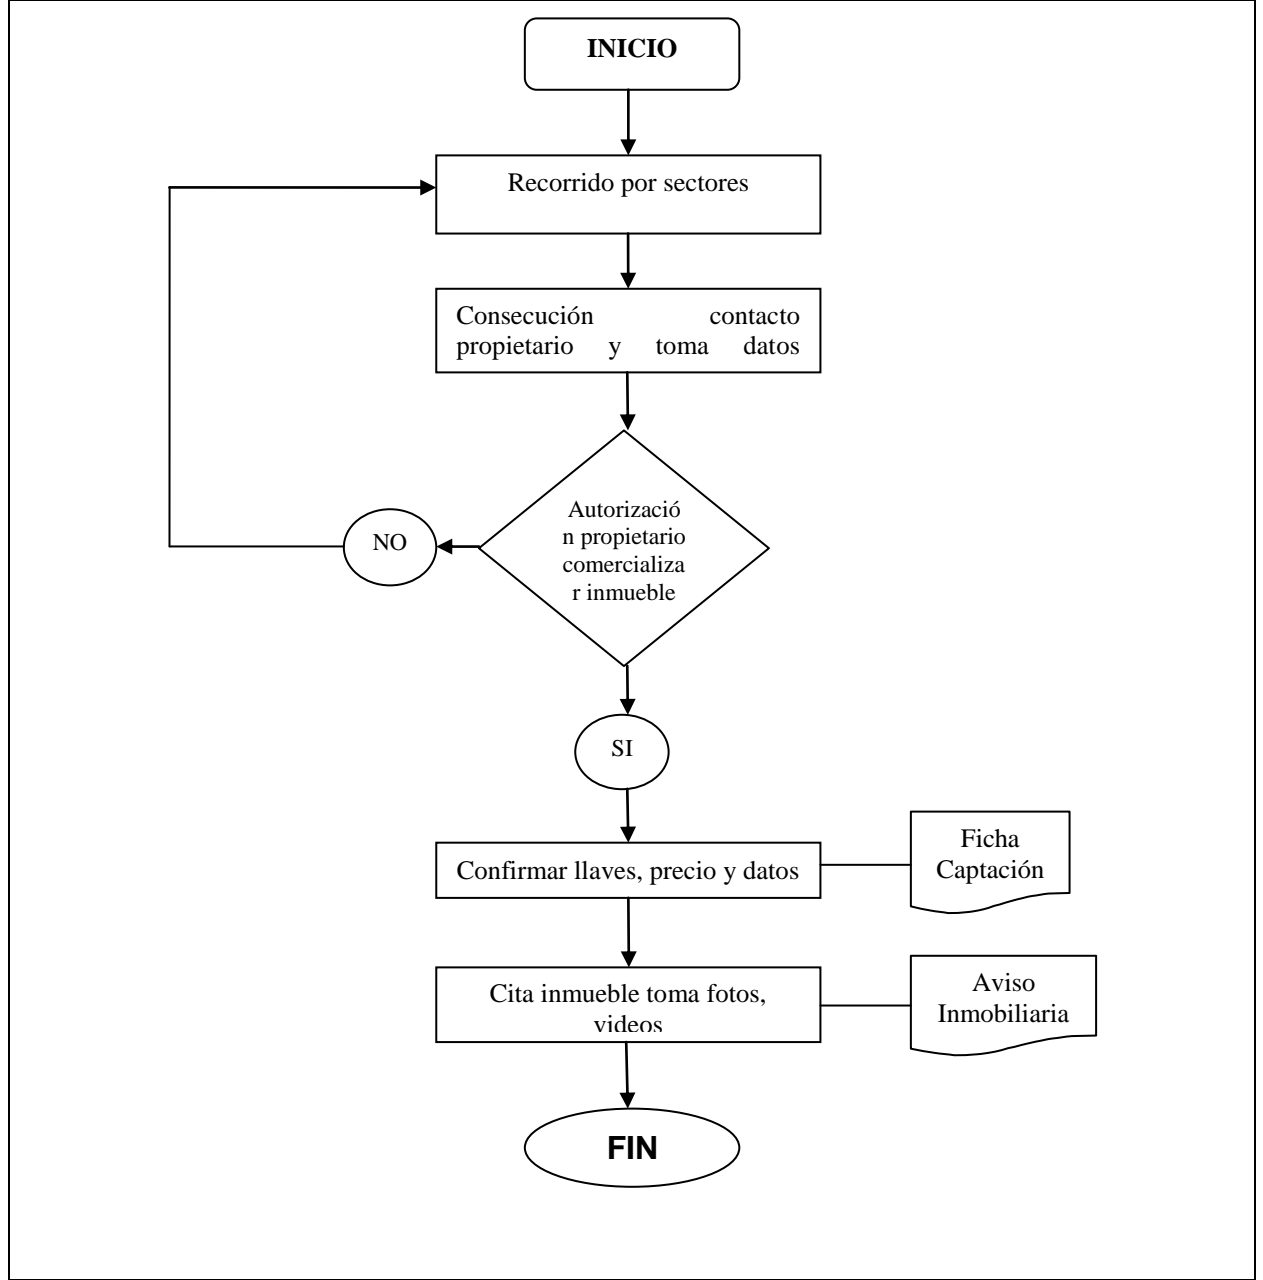 INICIO
Recorrido por sectores
Consecución contacto
propietario y toma datos
Autorizació
n propietario
comercializa
r inmueble
NO
SI
Confirmar llaves, precio y datos
Ficha
Captación
Cita inmueble toma fotos,
videos
Aviso
Inmobiliaria
FIN